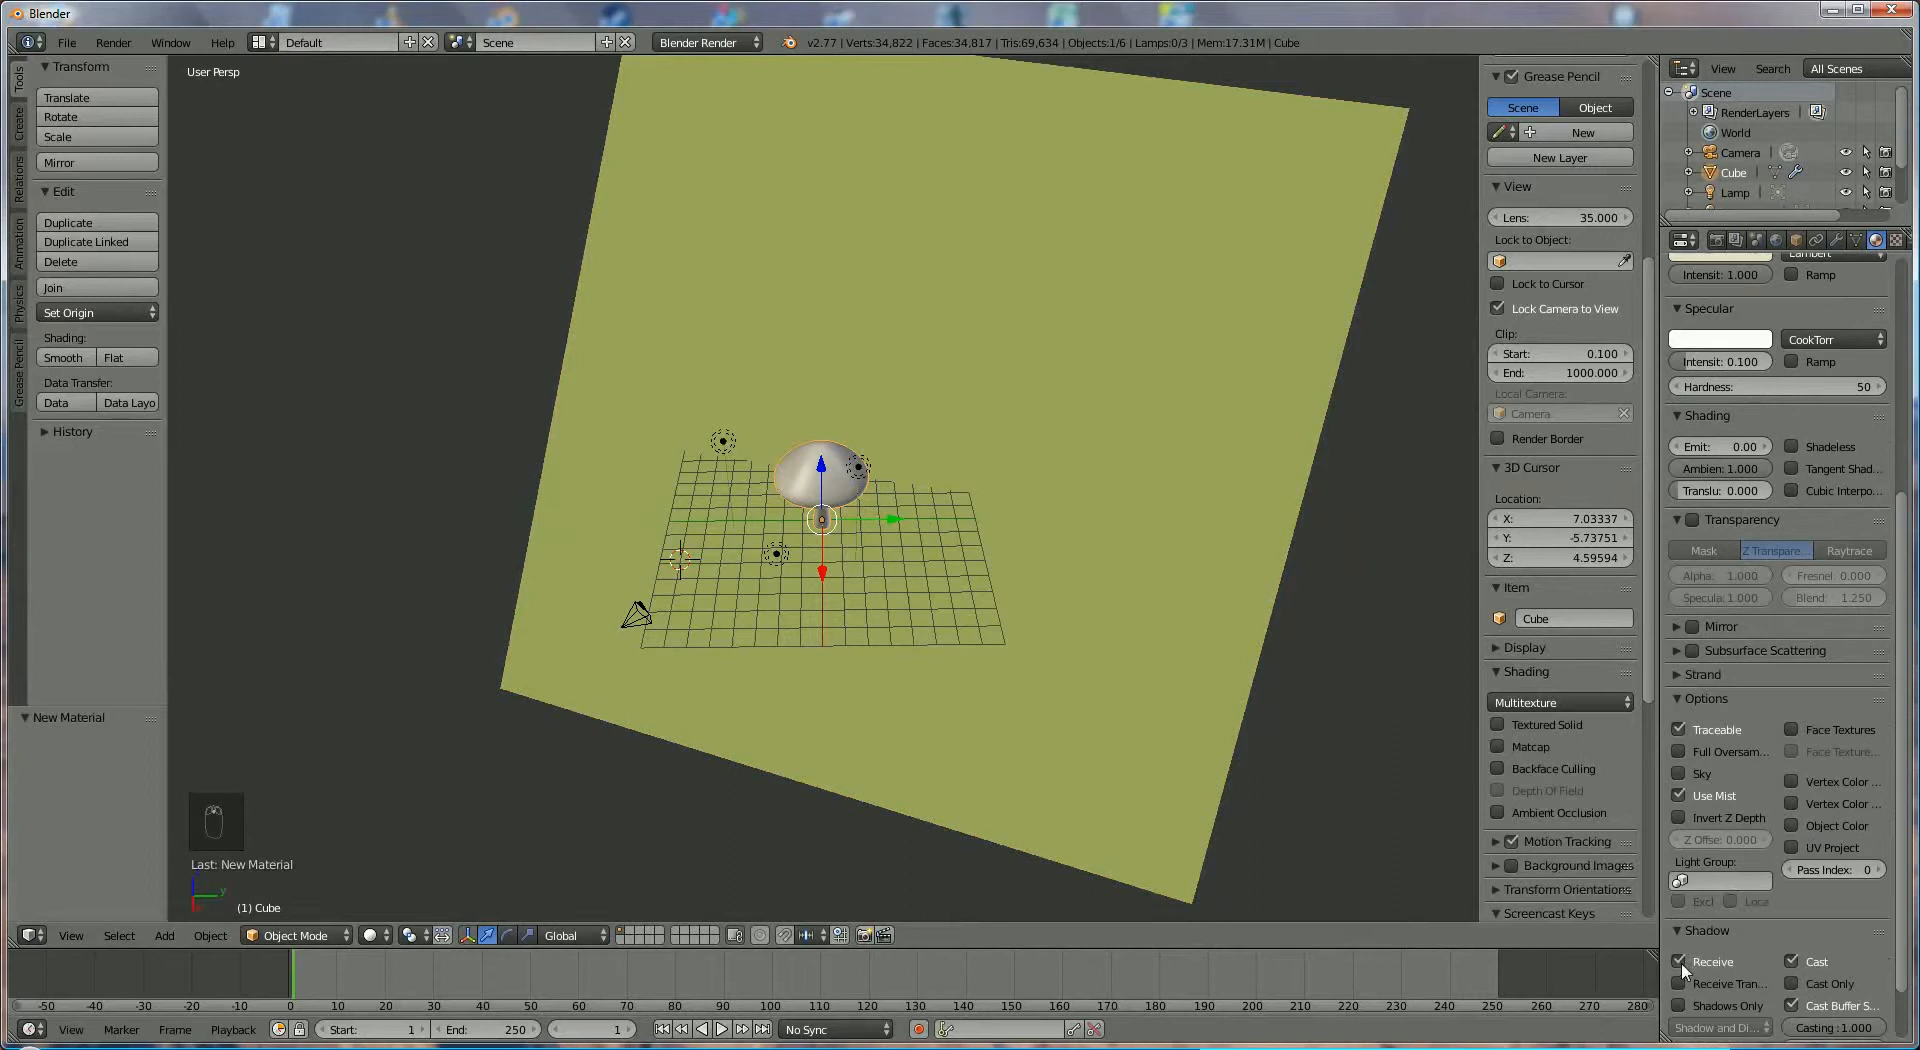 Blender
File Render Window Help Default Scene Blender Render v2.77 | Verts:34,822 | Faces:34,817 | Tris:69,634 | Objects:1/6 | Lamps:0/3 | Mem:17.31M | Cube
Tools
Create
Relations
Animation
Physics
Grease Pencil
Transform
Translate
Rotate
Scale
Mirror
Edit
Duplicate
Duplicate Linked
Delete
Join
Set Origin
Shading:
Smooth Flat
Data Transfer:
Data Data Layo
History
New Material
User Persp
Last: New Material
y
(1) Cube
Grease Pencil
Scene Object
New
New Layer
View
Lens: 35.000
Lock to Object:
Lock to Cursor
Lock Camera to View
Clip:
Start: 0.100
End: 1000.000
Local Camera:
Camera
Render Border
3D Cursor
Location:
X: 7.03337
Y: -5.73751
Z: 4.59594
Item
Cube
Display
Shading
Multitexture
Textured Solid
Matcap
Backface Culling
Depth Of Field
Ambient Occlusion
Motion Tracking
Background Images
Transform Orientations
Screencast Keys
View Search All Scenes
Scene
RenderLayers
World
Camera
Cube
Lamp
Lambert
Intensit: 1.000 Ramp
Specular
CookTorr
Intensit: 0.100 Ramp
Hardness: 50
Shading
Emit: 0.00 Shadeless
Ambien: 1.000 Tangent Shad...
Translu: 0.000 Cubic Interpo...
Transparency
Mask Z Transpare... Raytrace
Alpha: 1.000 Fresnel: 0.000
Specula: 1.000 Blend: 1.250
Mirror
Subsurface Scattering
Strand
Options
Traceable Face Textures
Full Oversam... Face Texture...
Sky
Vertex Color ...
Use Mist
Vertex Color ...
Invert Z Depth
Object Color
Z Offse: 0.000
UV Project
Light Group:
Pass Index: 0
Excl Loca
Shadow
Receive Cast
Receive Tran... Cast Only
Shadows Only Cast Buffer S...
Shadow and Di... Casting :1.000
View Select Add Object Object Mode Global
-50 -40 -30 -20 -10 0 10 20 30 40 50 60 70 80 90 100 110 120 130 140 150 160 170 180 190 200 210 220 230 240 250 260 270 280
View Marker Frame Playback Start: 1 End: 250 1 No Sync